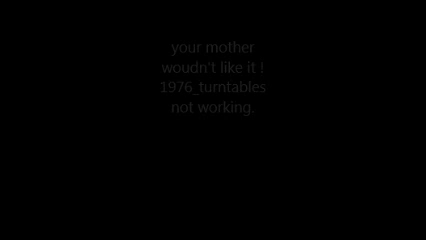 your mother
woudn't like it !
1976_turntables
not working.